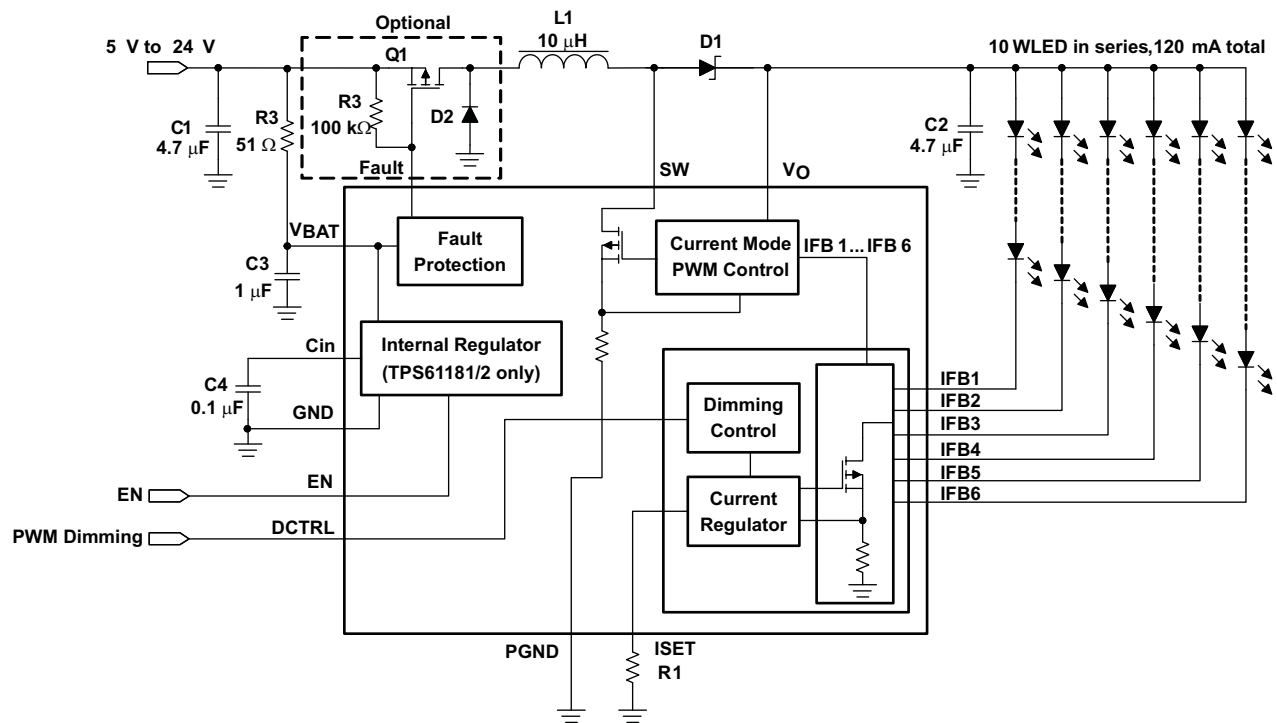 Optional
L1
10 μH
5 V to 24 V
Q1
D1
10 WLED in series,120 mA total
R3
100 kΩ
R3
51 Ω
C1
4.7 μF
D2
C2
4.7 μF
Fault
SW
VO
VBAT
Fault
Protection
Current Mode
PWM Control
IFB 1... IFB 6
C3
1 μF
Cin
Internal Regulator
(TPS61181/2 only)
C4
0.1 μF
GND
Dimming
Control
IFB1
IFB2
IFB3
IFB4
IFB5
IFB6
EN
EN
Current
Regulator
PWM Dimming
DCTRL
PGND
ISET
R1